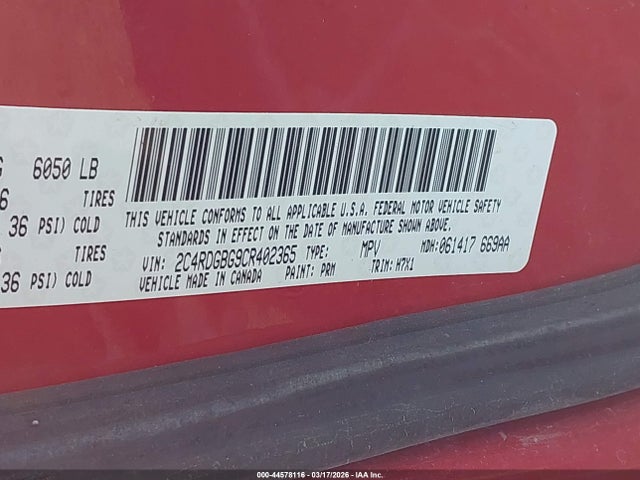 6050 LB
TIRES
36 PSI) COLD
TIRES
36 PSI) COLD
THIS VEHICLE CONFORMS TO ALL APPLICABLE U.S.A. FEDERAL MOTOR VEHICLE SAFETY
STANDARDS IN EFFECT ON THE DATE OF MANUFACTURE SHOWN ABOVE.
VIN: 2C4RDGBG9CR402365 TYPE: MPV MDH: 061417 669AA
VEHICLE MADE IN CANADA PAINT: PRM TRIM: H7X1
000-44578116 - 03/17/2026 - IAA Inc.